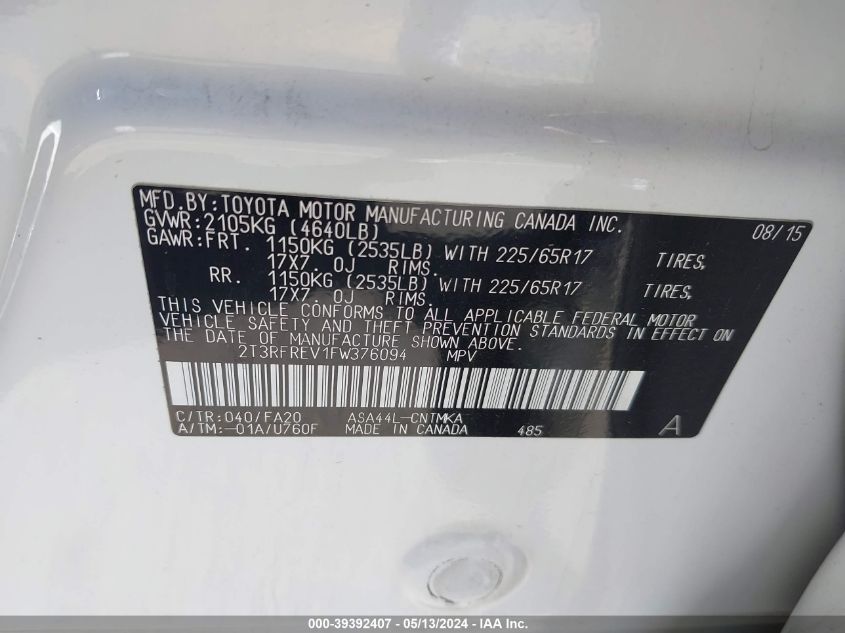 MFD.BY:TOYOTA MOTOR MANUFACTURING CANADA INC. 08/15
GVWR:2105KG (4640LB)
GAWR:FRT. 1150KG (2535LB) WITH 225/65R17 TIRES,
17X7.0J RIMS.
RR. 1150KG (2535LB) WITH 225/65R17 TIRES,
17X7.0J RIMS.
THIS VEHICLE CONFORMS TO ALL APPLICABLE FEDERAL MOTOR
VEHICLE SAFETY AND THEFT PREVENTION STANDARDS IN EFFECT ON
THE DATE OF MANUFACTURE SHOWN ABOVE.
2T3RFREV1FW376094 MPV
C/TR:040/FA20 ASA44L-CNTMKA
A/TM:-01A/U760F MADE IN CANADA 485 A
000-39392407 - 05/13/2024 - IAA Inc.